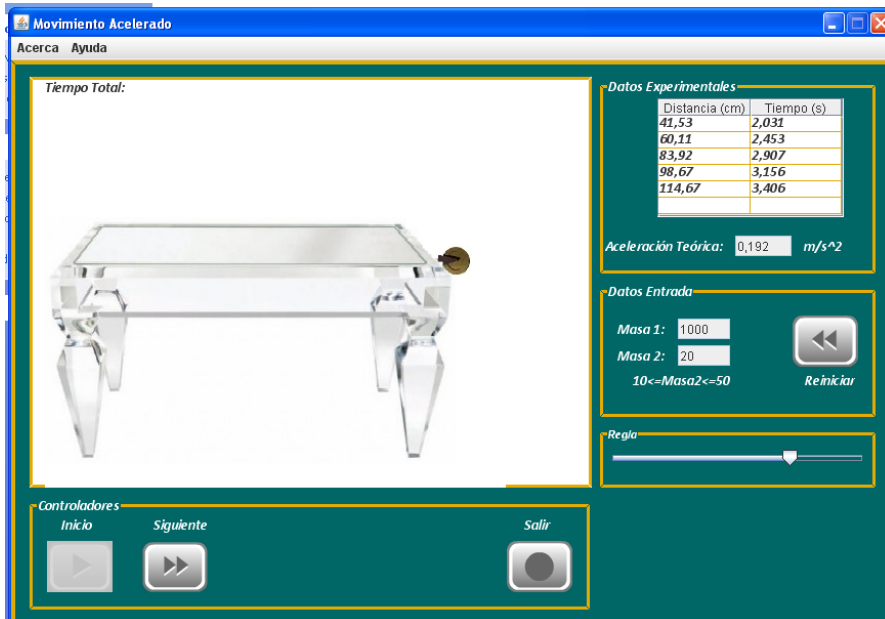 Movimiento Acelerado
Acerca Ayuda
Tiempo Total:
Datos Experimentales
Distancia (cm) Tiempo (s)
41,53 2,031
60,11 2,453
83,92 2,907
98,67 3,156
114,67 3,406
Aceleración Teórica: 0,192 m/s^2
Datos Entrada
Masa 1: 1000
Masa 2: 20
10<=Masa2<=50
Reiniciar
Regla
Controladores
Inicio Siguiente Salir